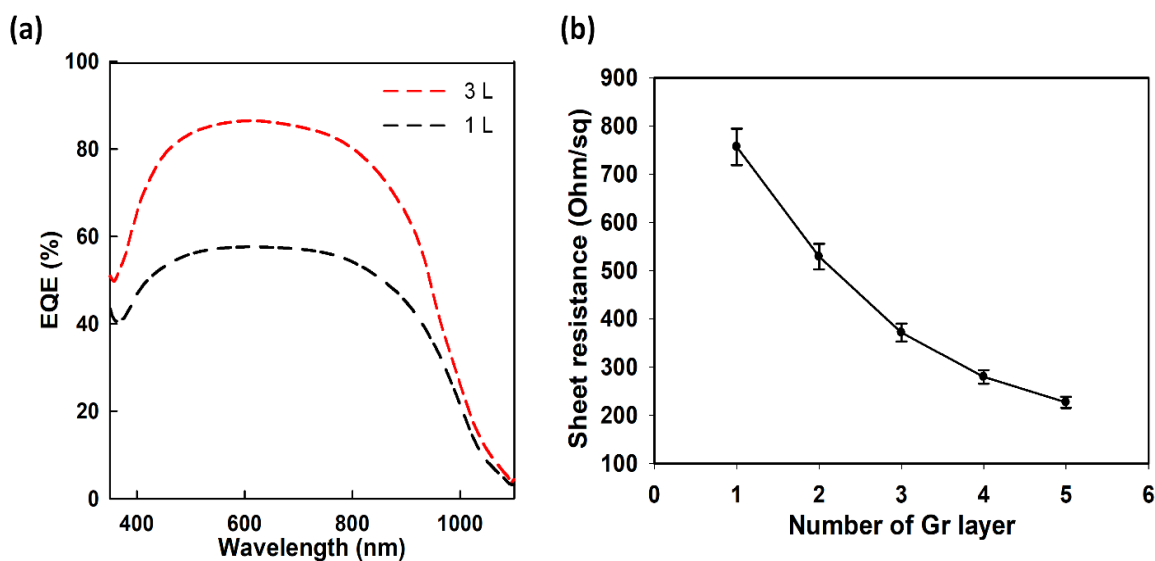 (a)
100
80
60
40
20
0
EQE (%)
3 L
1 L
400 600 800 1000
Wavelength (nm)
(b)
900
800
700
600
500
400
300
200
100
Sheet resistance (Ohm/sq)
0 1 2 3 4 5 6
Number of Gr layer